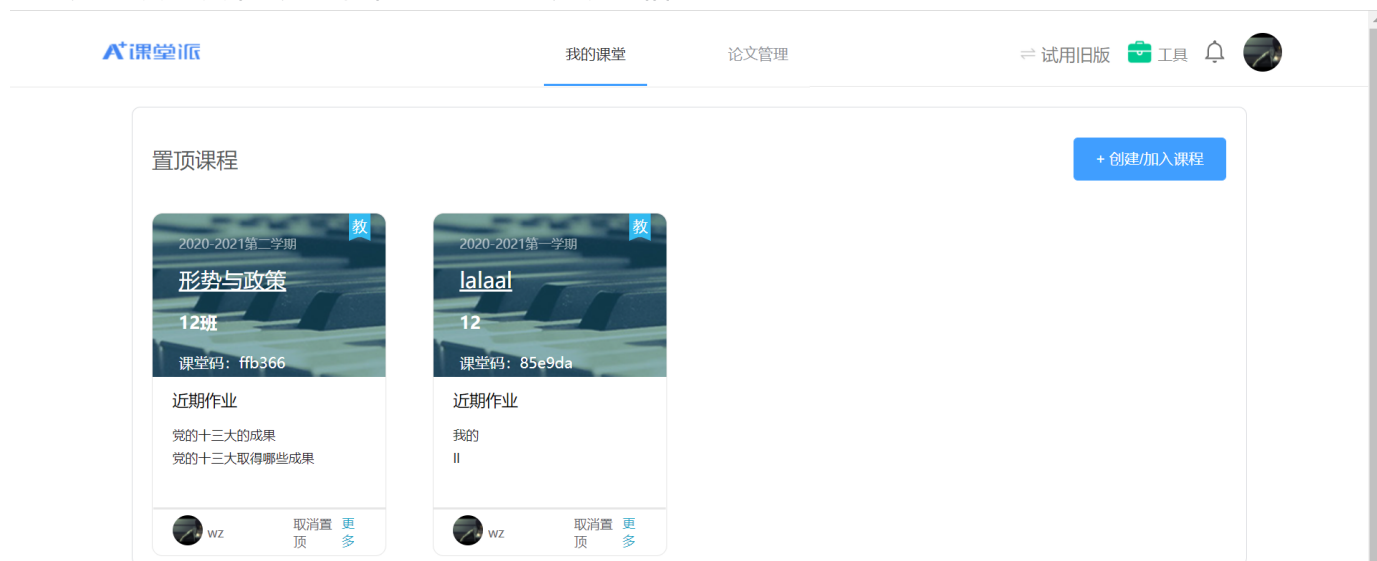 A+课堂派
我的课堂
论文管理
试用旧版
工具
置顶课程
+ 创建/加入课程
教
2020-2021第二学期
形势与政策
12班
课堂码：ffb366
近期作业
党的十三大的成果
党的十三大取得哪些成果
wz
取消置顶
更多
教
2020-2021第一学期
lalaal
12
课堂码：85e9da
近期作业
我的
ll
wz
取消置顶
更多